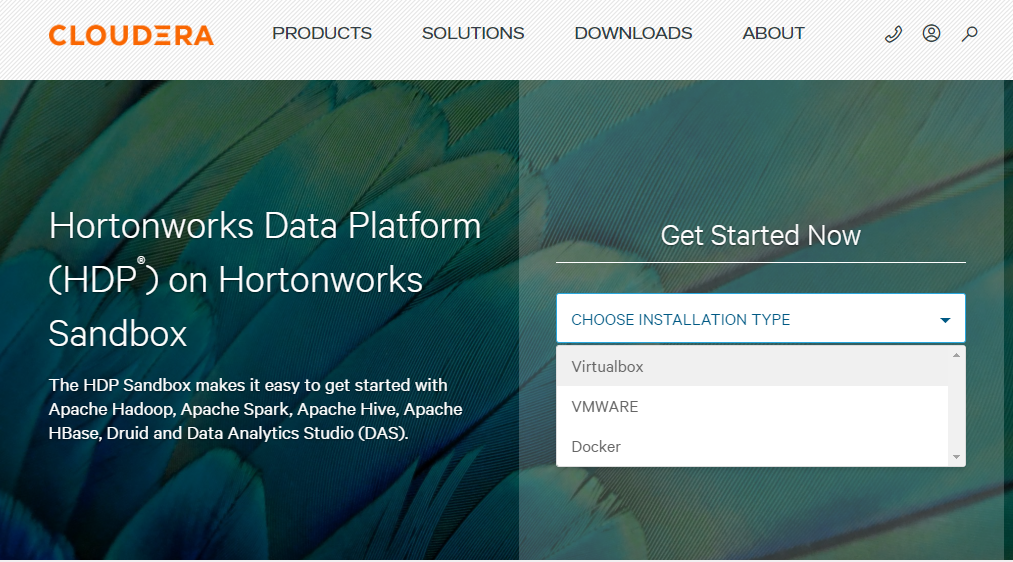 CLOUDERA PRODUCTS SOLUTIONS DOWNLOADS ABOUT
Hortonworks Data Platform
(HDP®) on Hortonworks
Sandbox
The HDP Sandbox makes it easy to get started with
Apache Hadoop, Apache Spark, Apache Hive, Apache
HBase, Druid and Data Analytics Studio (DAS).
Get Started Now
CHOOSE INSTALLATION TYPE
Virtualbox
VMWARE
Docker